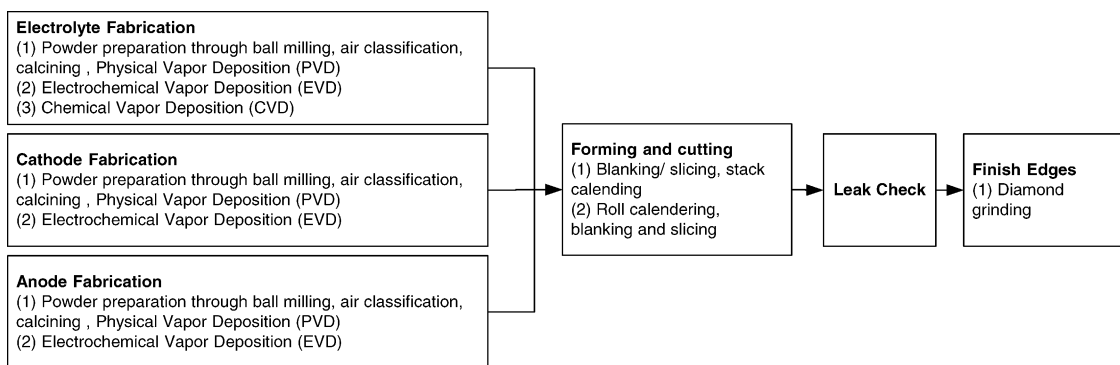 Electrolyte Fabrication
(1) Powder preparation through ball milling, air classification,
calcining , Physical Vapor Deposition (PVD)
(2) Electrochemical Vapor Deposition (EVD)
(3) Chemical Vapor Deposition (CVD)
Cathode Fabrication
(1) Powder preparation through ball milling, air classification,
calcining , Physical Vapor Deposition (PVD)
(2) Electrochemical Vapor Deposition (EVD)
Anode Fabrication
(1) Powder preparation through ball milling, air classification,
calcining , Physical Vapor Deposition (PVD)
(2) Electrochemical Vapor Deposition (EVD)
Forming and cutting
(1) Blanking/ slicing, stack
calending
(2) Roll calendering,
blanking and slicing
Leak Check
Finish Edges
(1) Diamond
grinding